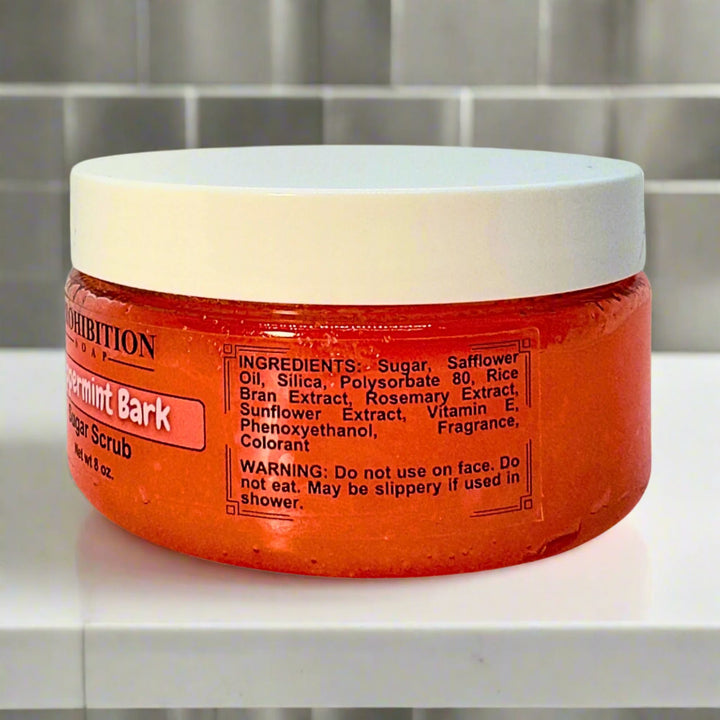 OHIBITION
SOAP
permint Bark
Sugar Scrub
Net wt 8 oz.
INGREDIENTS: Sugar, Safflower
Oil, Silica, Polysorbate 80, Rice
Bran Extract, Rosemary Extract,
Sunflower Extract, Vitamin E,
Phenoxyethanol, Fragrance,
Colorant
WARNING: Do not use on face. Do
not eat. May be slippery if used in
shower.